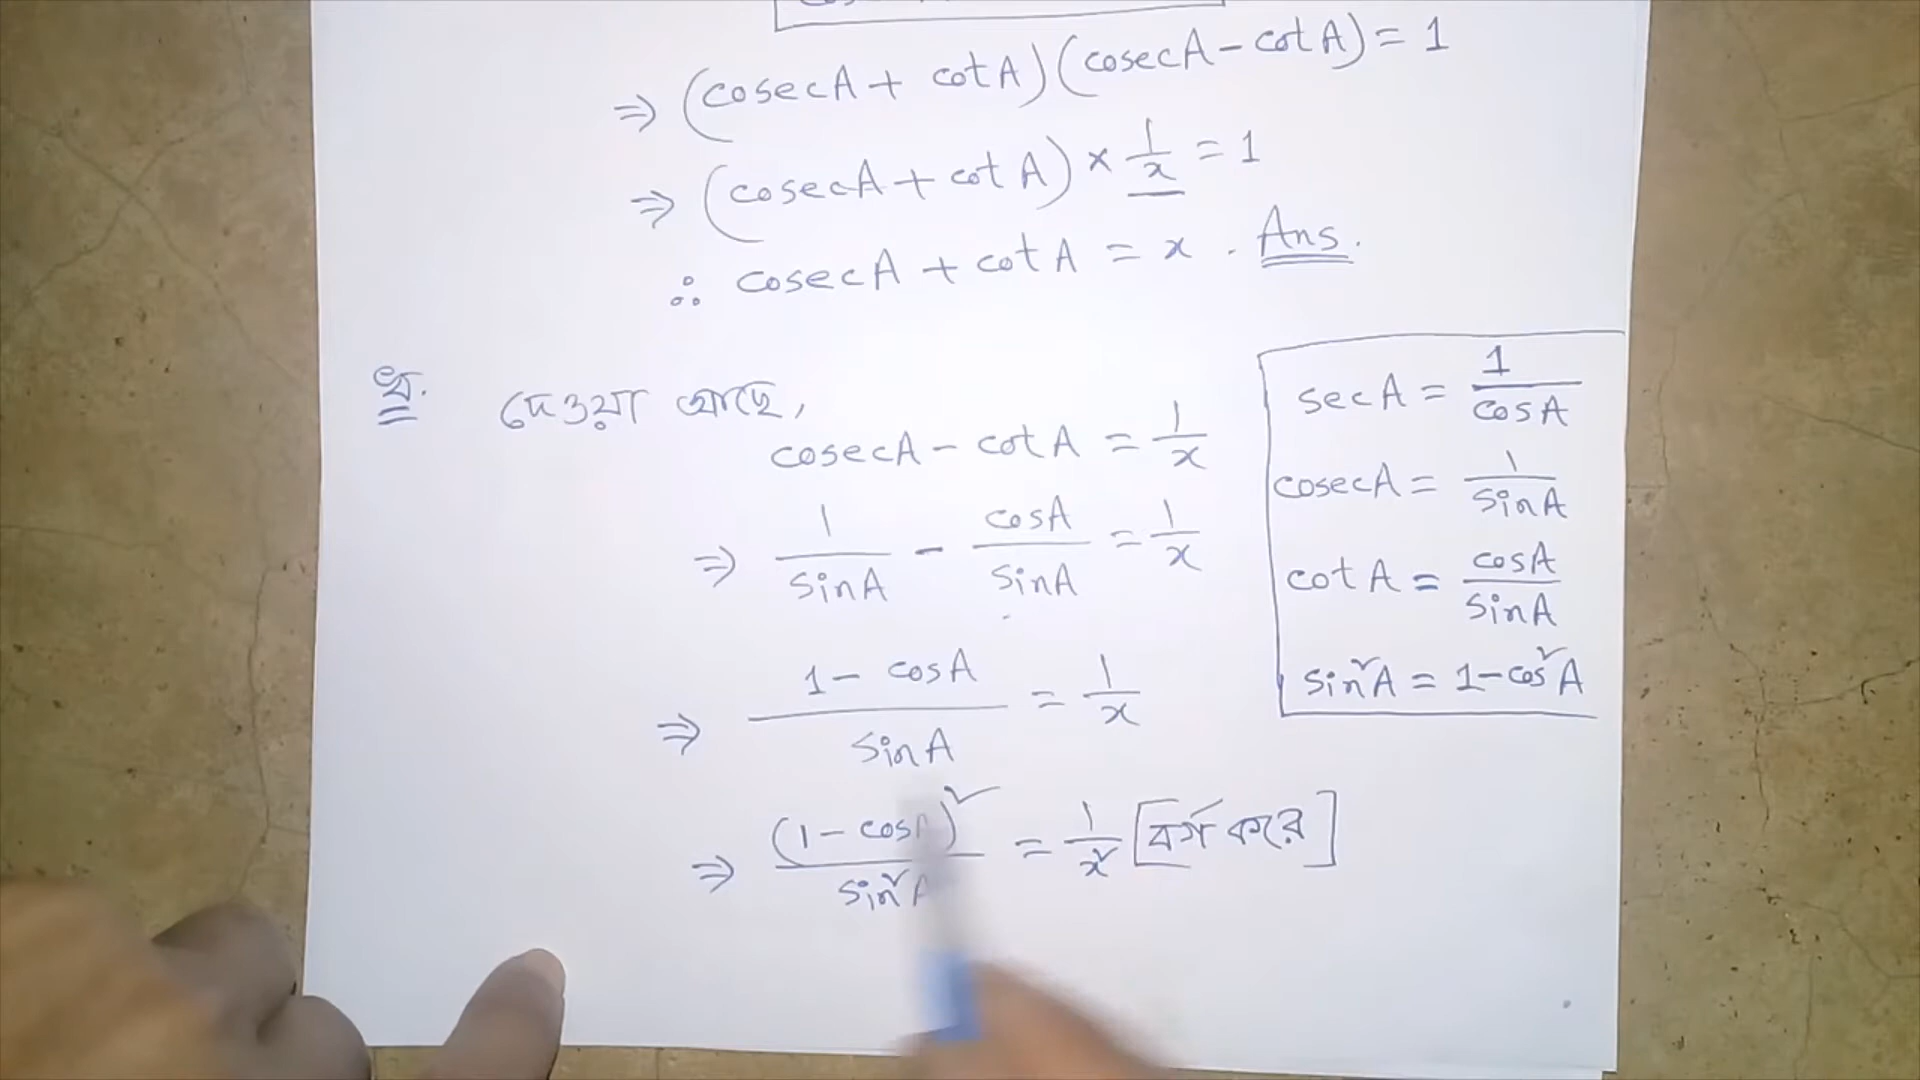 ⇒ (cosecA + cotA)(cosecA - cotA) = 1
⇒ (cosecA + cotA) × 1/x = 1
∴ cosecA + cotA = x . Ans.
খ. দেওয়া আছে,
cosecA - cotA = 1/x
⇒ 1/sinA - cosA/sinA = 1/x
⇒ (1 - cosA)/sinA = 1/x
⇒ (1 - cosA)²/sin²A = 1/x² [বর্গ করে]
secA = 1/cosA
cosecA = 1/sinA
cotA = cosA/sinA
sin²A = 1-cos²A